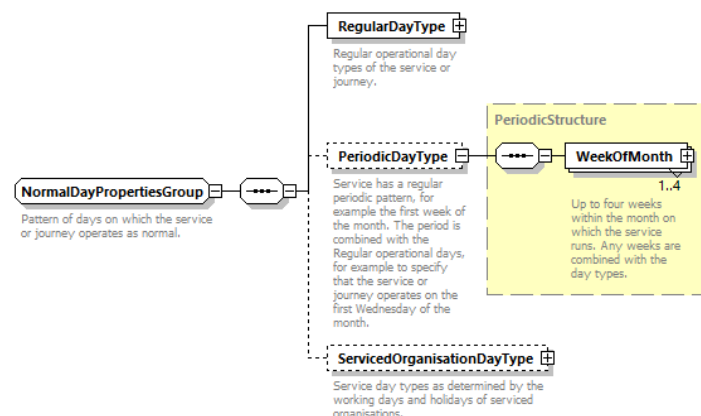 RegularDayType
Regular operational day
types of the service or
journey.
PeriodicStructure
PeriodicDayType
WeekOfMonth
1..4
Service has a regular
periodic pattern, for
example the first week of
the month. The period is
combined with the
Regular operational days,
for example to specify
that the service or
journey operates on the
first Wednesday of the
month.
Up to four weeks
within the month on
which the service
runs. Any weeks are
combined with the
day types.
NormalDayPropertiesGroup
Pattern of days on which the service
or journey operates as normal.
ServicedOrganisationDayType
Service day types as determined by the
working days and holidays of serviced
organisations.